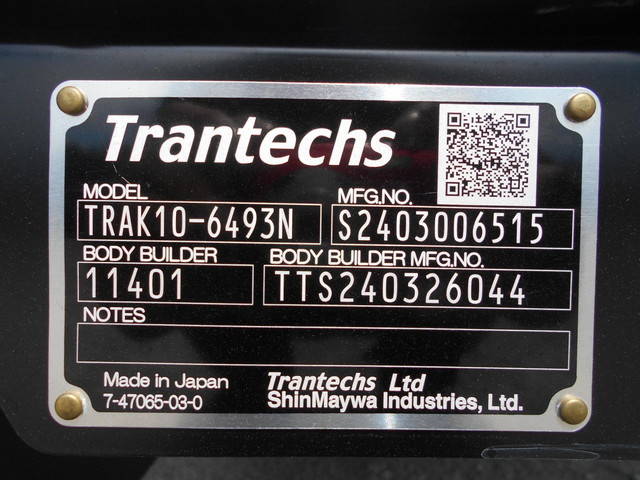 Trantechs
MODEL MFG.NO.
TRAK10-6493N S2403006515
BODY BUILDER BODY BUILDER MFG.NO.
11401 TTS240326044
NOTES
Made in Japan Trantechs Ltd
7-47065-03-0 ShinMaywa Industries, Ltd.